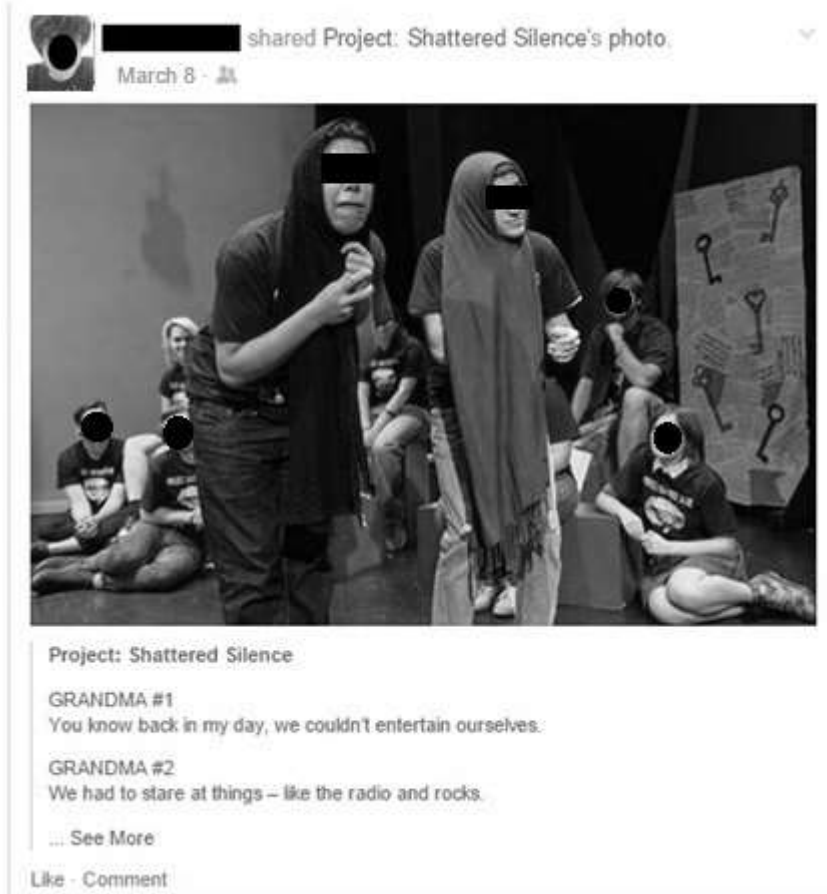 shared Project: Shattered Silence's photo.
March 8 ·
Project: Shattered Silence
GRANDMA #1
You know back in my day, we couldn't entertain ourselves.
GRANDMA #2
We had to stare at things – like the radio and rocks.
... See More
Like · Comment